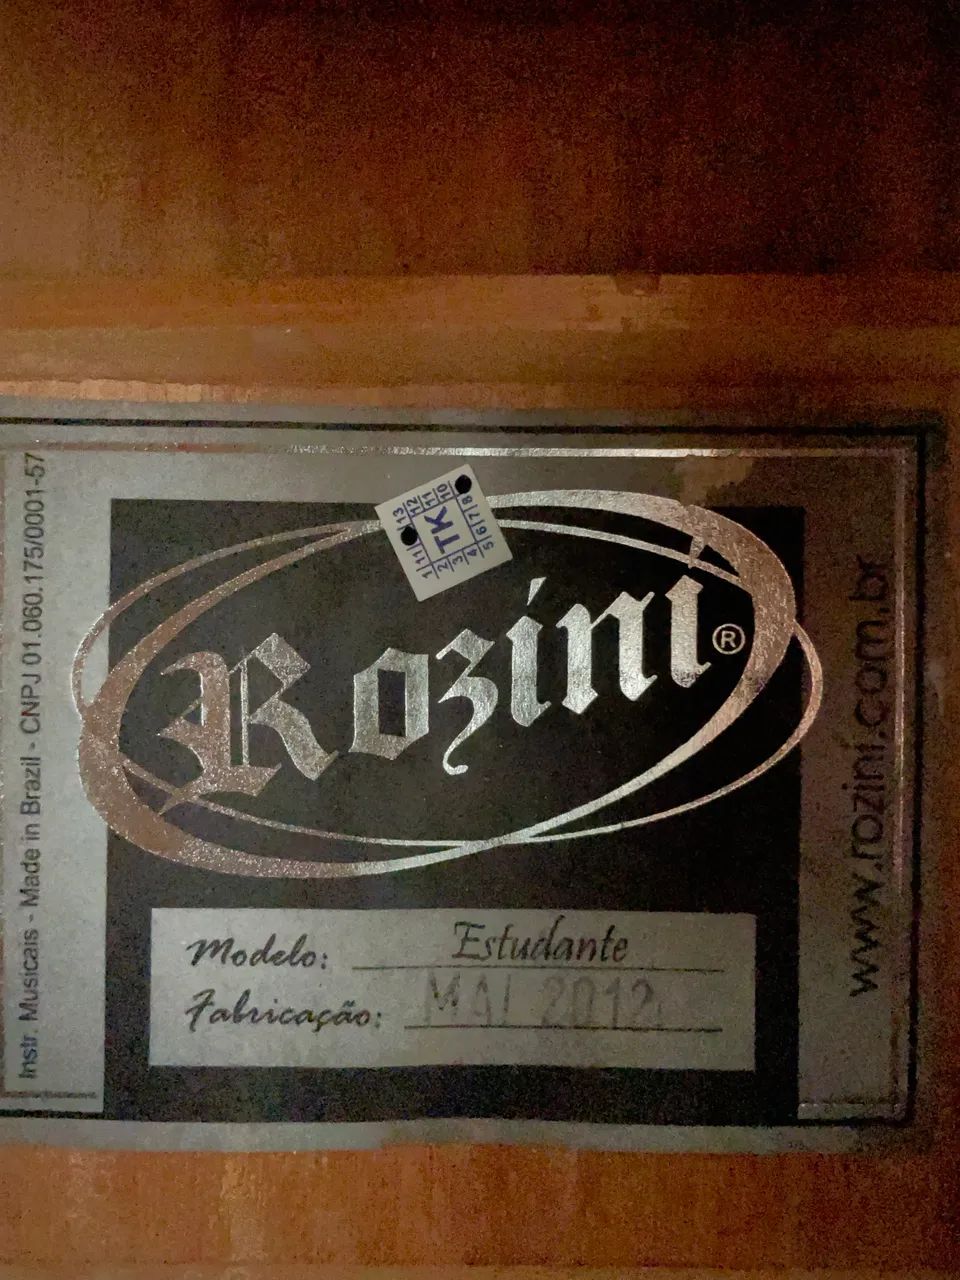 Instr. Musicais - Made in Brazil - CNPJ 01.060.175/0001-57
1/11/13
12
11
10
TK
2
3
4
5/6/7/8
Rozini®
Modelo: Estudante
Fabricação: MAI 2012
www.rozini.com.br